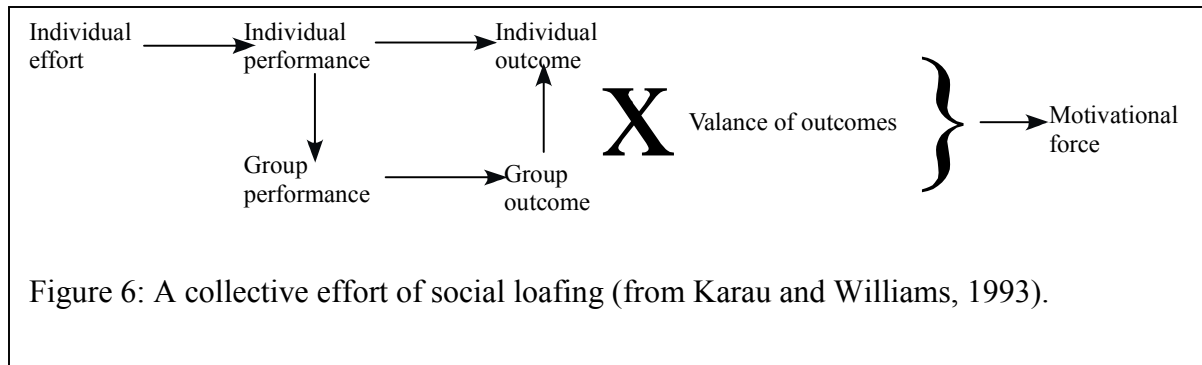 Individual
effort
Individual
performance
Individual
outcome
Group
performance
Group
outcome
X
Valance of outcomes
}
Motivational
force
Figure 6: A collective effort of social loafing (from Karau and Williams, 1993).